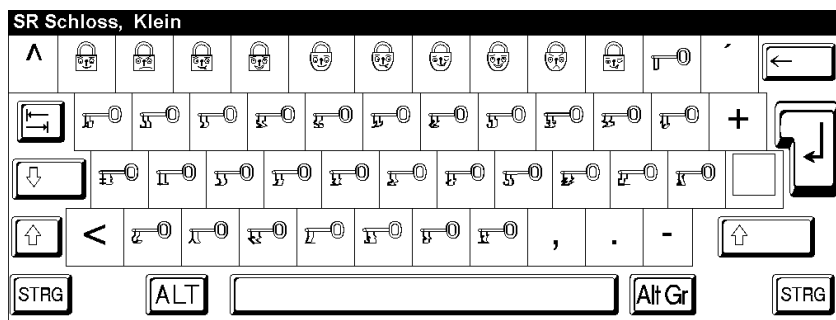 SR Schloss, Klein
^ ´ ←
+
< , . -
STRG ALT Alt Gr STRG